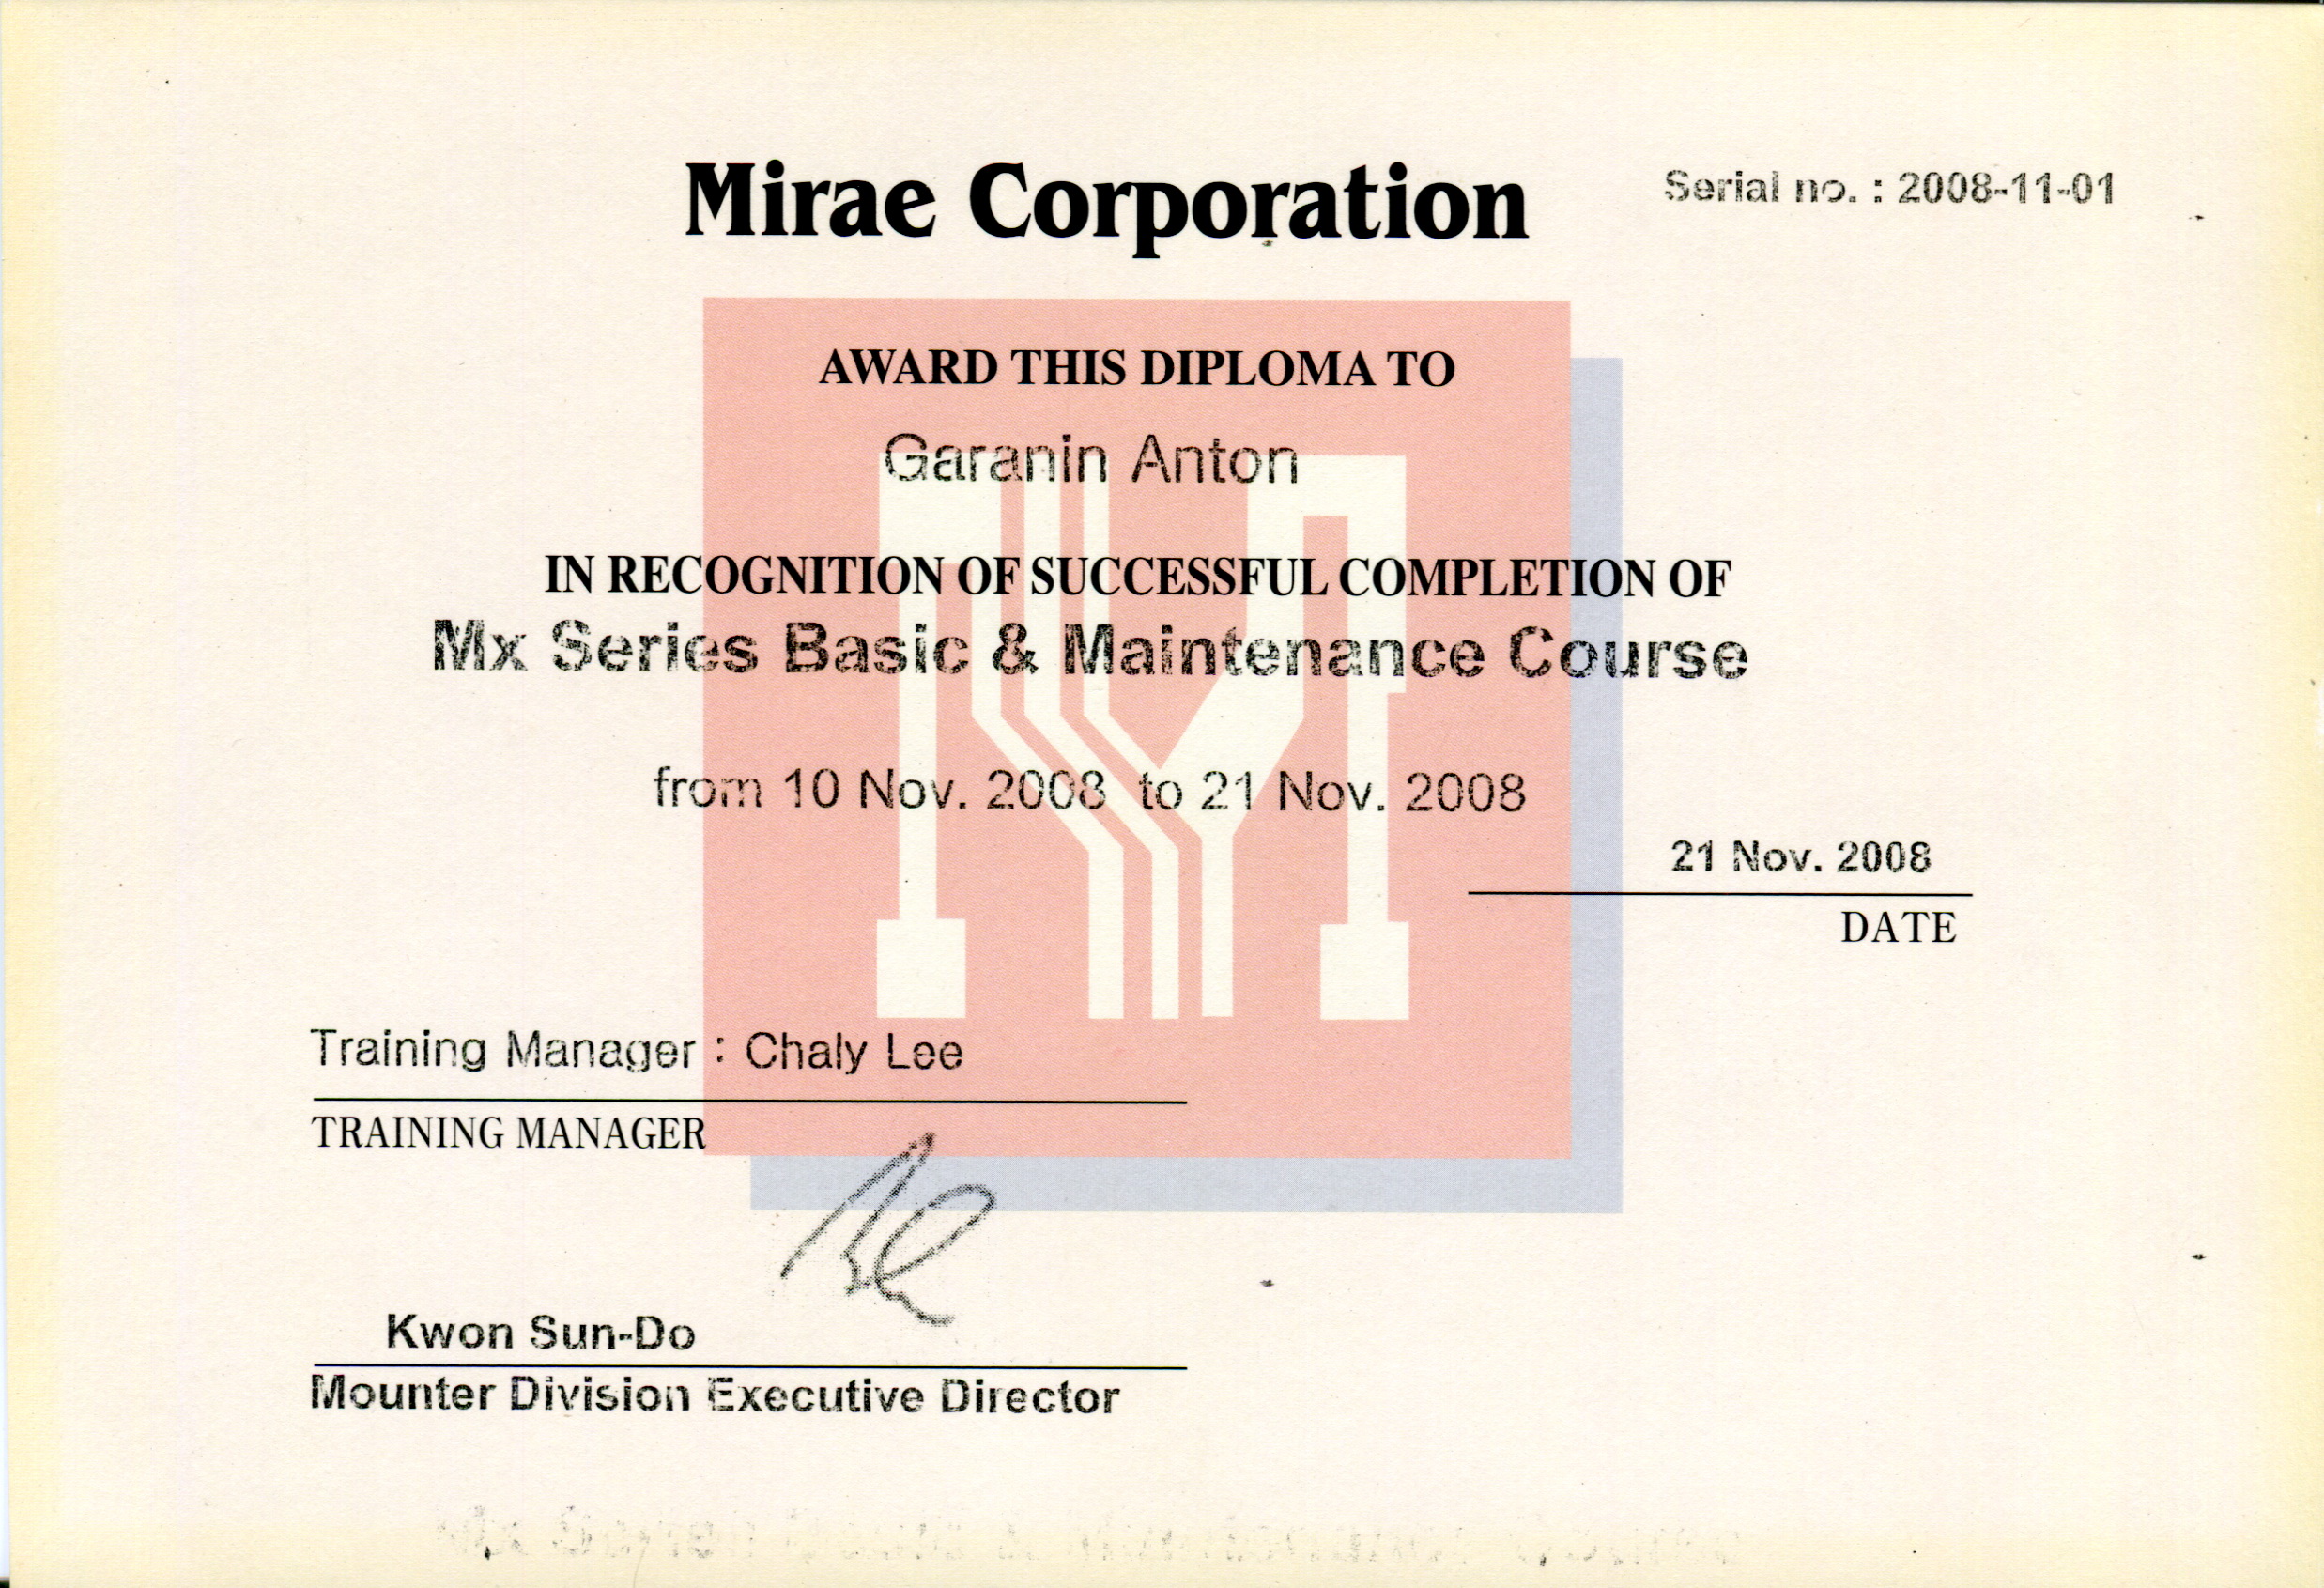 Mirae Corporation
Serial no. : 2008-11-01
AWARD THIS DIPLOMA TO
Garanin Anton
IN RECOGNITION OF SUCCESSFUL COMPLETION OF
Mx Series Basic & Maintenance Course
from 10 Nov. 2008 to 21 Nov. 2008
21 Nov. 2008
DATE
Training Manager : Chaly Lee
TRAINING MANAGER
Kwon Sun-Do
Mounter Division Executive Director